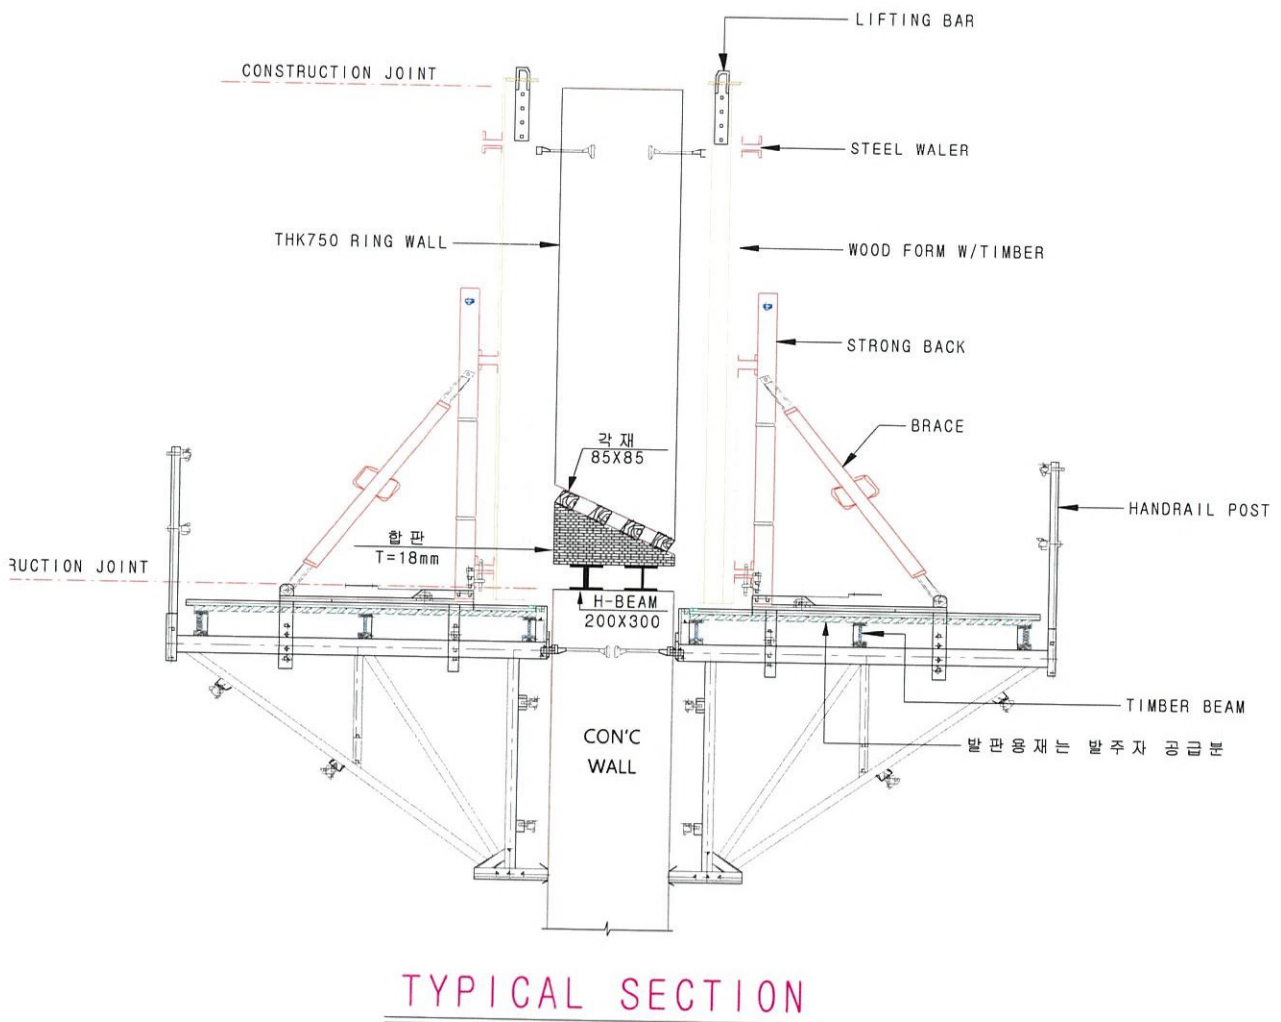 LIFTING BAR
CONSTRUCTION JOINT
STEEL WALER
THK750 RING WALL
WOOD FORM W/TIMBER
STRONG BACK
BRACE
각재
85X85
HANDRAIL POST
합판
T=18mm
RUCTION JOINT
H-BEAM
200X300
TIMBER BEAM
발판용재는 발주자 공급분
CON'C
WALL
TYPICAL SECTION